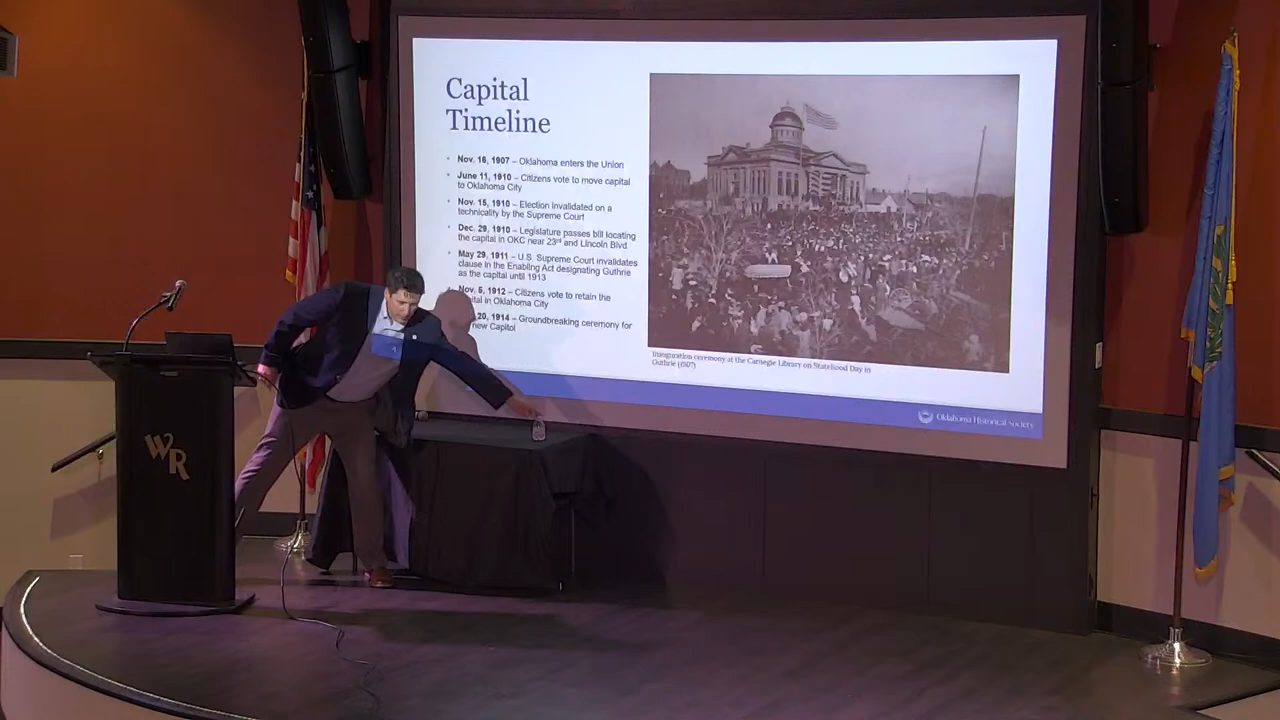 Capital
Timeline
Nov. 16, 1907 – Oklahoma enters the Union
June 11, 1910 – Citizens vote to move capital
to Oklahoma City
Nov. 15, 1910 – Election invalidated on a
technicality by the Supreme Court
Dec. 29, 1910 – Legislature passes bill locating
the capital in OKC near 23rd and Lincoln Blvd
May 29, 1911 – U.S. Supreme Court invalidates
clause in the Enabling Act designating Guthrie
as the capital until 1913
Nov. 5, 1912 – Citizens vote to retain the
ital in Oklahoma City
20, 1914 – Groundbreaking ceremony for
new Capitol
Inauguration ceremony at the Carnegie Library on Statehood Day in
Guthrie (1907)
Oklahoma Historical Society
WR